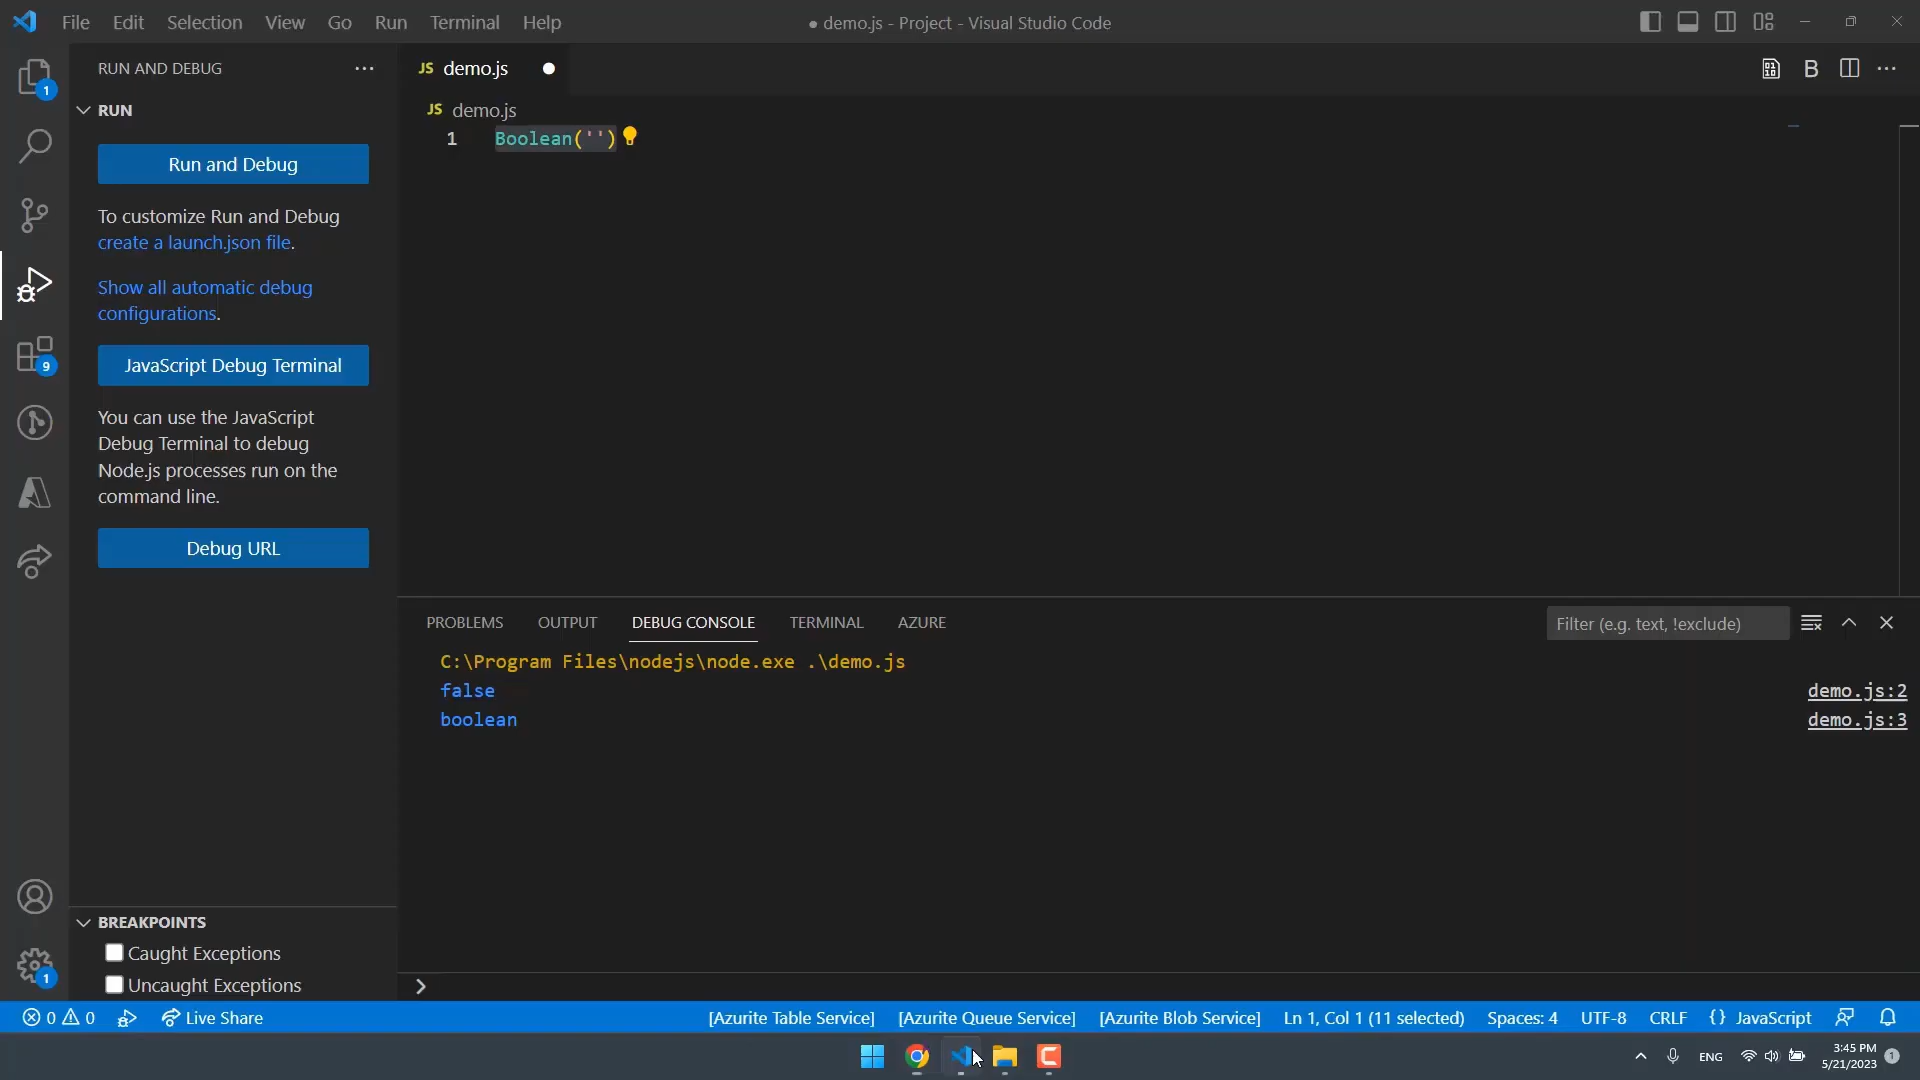 File Edit Selection View Go Run Terminal Help
● demo.js - Project - Visual Studio Code
RUN AND DEBUG
JS demo.js
B
RUN
JS demo.js
1 Boolean('')
Run and Debug
To customize Run and Debug
create a launch.json file.
Show all automatic debug
configurations.
JavaScript Debug Terminal
You can use the JavaScript
Debug Terminal to debug
Node.js processes run on the
command line.
Debug URL
1
9
PROBLEMS OUTPUT DEBUG CONSOLE TERMINAL AZURE
Filter (e.g. text, !exclude)
C:\Program Files\nodejs\node.exe .\demo.js
false demo.js:2
boolean demo.js:3
BREAKPOINTS
Caught Exceptions
Uncaught Exceptions
1
0 0 Live Share [Azurite Table Service] [Azurite Queue Service] [Azurite Blob Service] Ln 1, Col 1 (11 selected) Spaces: 4 UTF-8 CRLF {} JavaScript
ENG
3:45 PM
5/21/2023
1